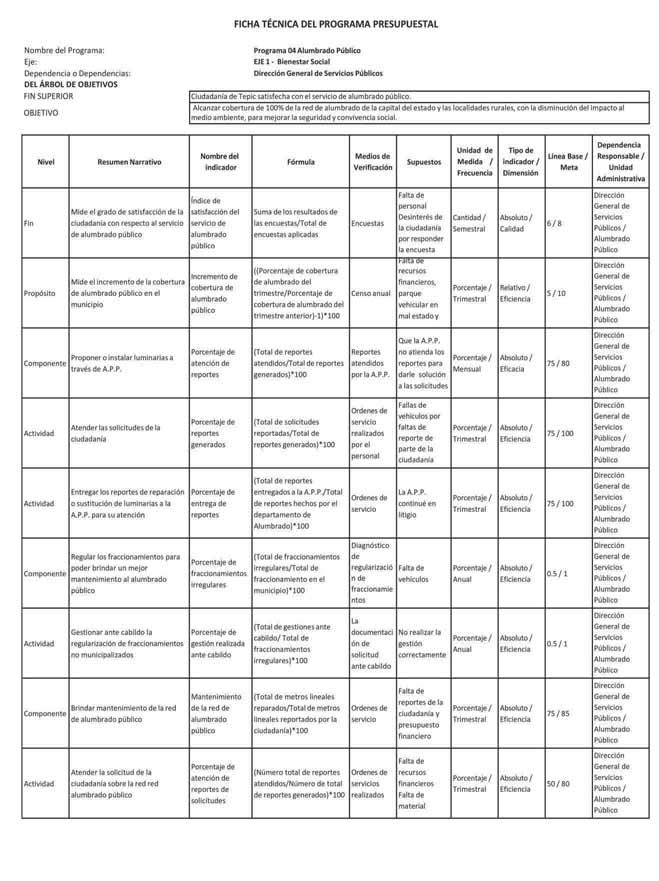 FICHA TÉCNICA DEL PROGRAMA PRESUPUESTAL
Nombre del Programa: Programa 04 Alumbrado Público
Eje: EJE 1 - Bienestar Social
Dependencia o Dependencias: Dirección General de Servicios Públicos
DEL ÁRBOL DE OBJETIVOS
FIN SUPERIOR Ciudadanía de Tepic satisfecha con el servicio de alumbrado público.
OBJETIVO
Alcanzar cobertura de 100% de la red de alumbrado de la capital del estado y las localidades rurales, con la disminución del impacto al
medio ambiente, para mejorar la seguridad y convivencia social.
Nivel
Resumen Narrativo
Nombre del
indicador
Fórmula
Medios de
Verificación
Supuestos
Unidad de
Medida /
Frecuencia
Tipo de
indicador /
Dimensión
Línea Base /
Meta
Dependencia
Responsable /
Unidad
Administrativa
Fin
Mide el grado de satisfacción de la
ciudadanía con respecto al servicio
de alumbrado público
Índice de
satisfacción del
servicio de
alumbrado
público
Suma de los resultados de
las encuestas/Total de
encuestas aplicadas
Encuestas
Falta de
personal
Desinterés de
la ciudadanía
por responder
la encuesta
Cantidad /
Semestral
Absoluto /
Calidad
6 / 8
Dirección
General de
Servicios
Públicos /
Alumbrado
Público
Propósito
Mide el incremento de la cobertura
de alumbrado público en el
municipio
Incremento de
cobertura de
alumbrado
público
((Porcentaje de cobertura
de alumbrado del
trimestre/Porcentaje de
cobertura de alumbrado del
trimestre anterior)-1)*100
Censo anual
Falta de
recursos
financieros,
parque
vehicular en
mal estado y
Porcentaje /
Trimestral
Relativo /
Eficiencia
5 / 10
Dirección
General de
Servicios
Públicos /
Alumbrado
Público
Componente
Proponer o instalar luminarias a
través de A.P.P.
Porcentaje de
atención de
reportes
(Total de reportes
atendidos/Total de reportes
generados)*100
Reportes
atendidos
por la A.P.P.
Que la A.P.P.
no atienda los
reportes para
darle solución
a las solicitudes
Porcentaje /
Mensual
Absoluto /
Eficacia
75 / 80
Dirección
General de
Servicios
Públicos /
Alumbrado
Público
Actividad
Atender las solicitudes de la
ciudadanía
Porcentaje de
reportes
generados
(Total de solicitudes
reportadas/Total de
reportes generados)*100
Ordenes de
servicio
realizados
por el
personal
Fallas de
vehículos por
faltas de
reporte de
parte de la
ciudadanía
Porcentaje /
Trimestral
Absoluto /
Eficiencia
75 / 100
Dirección
General de
Servicios
Públicos /
Alumbrado
Público
Actividad
Entregar los reportes de reparación
o sustitución de luminarias a la
A.P.P. para su atención
Porcentaje de
entrega de
reportes
(Total de reportes
entregados a la A.P.P./Total
de reportes hechos por el
departamento de
Alumbrado)*100
Ordenes de
servicio
La A.P.P.
continué en
litigio
Porcentaje /
Trimestral
Absoluto /
Eficiencia
75 / 100
Dirección
General de
Servicios
Públicos /
Alumbrado
Público
Componente
Regular los fraccionamientos para
poder brindar un mejor
mantenimiento al alumbrado
público
Porcentaje de
fraccionamientos
irregulares
(Total de fraccionamientos
irregulares/Total de
fraccionamiento en el
municipio)*100
Diagnóstico
de
regularizació
n de
fraccionamie
ntos
Falta de
vehículos
Porcentaje /
Anual
Absoluto /
Eficiencia
0.5 / 1
Dirección
General de
Servicios
Públicos /
Alumbrado
Público
Actividad
Gestionar ante cabildo la
regularización de fraccionamientos
no municipalizados
Porcentaje de
gestión realizada
ante cabildo
(Total de gestiones ante
cabildo/ Total de
fraccionamientos
irregulares)*100
La
documentaci
ón de
solicitud
ante cabildo
No realizar la
gestión
correctamente
Porcentaje /
Anual
Absoluto /
Eficiencia
0.5 / 1
Dirección
General de
Servicios
Públicos /
Alumbrado
Público
Componente
Brindar mantenimiento de la red
de alumbrado público
Mantenimiento
de la red de
alumbrado
público
(Total de metros lineales
reparados/Total de metros
lineales reportados por la
ciudadanía)*100
Ordenes de
servicio
Falta de
reportes de la
ciudadanía y
presupuesto
financiero
Porcentaje /
Trimestral
Absoluto /
Eficiencia
75 / 85
Dirección
General de
Servicios
Públicos /
Alumbrado
Público
Actividad
Atender la solicitud de la
ciudadanía sobre la red red
alumbrado público
Porcentaje de
atención de
reportes de
solicitudes
(Número total de reportes
atendidos/Número de total
de reportes generados)*100
Ordenes de
servicios
realizados
Falta de
recursos
financieros
Falta de
material
Porcentaje /
Trimestral
Absoluto /
Eficiencia
50 / 80
Dirección
General de
Servicios
Públicos /
Alumbrado
Público